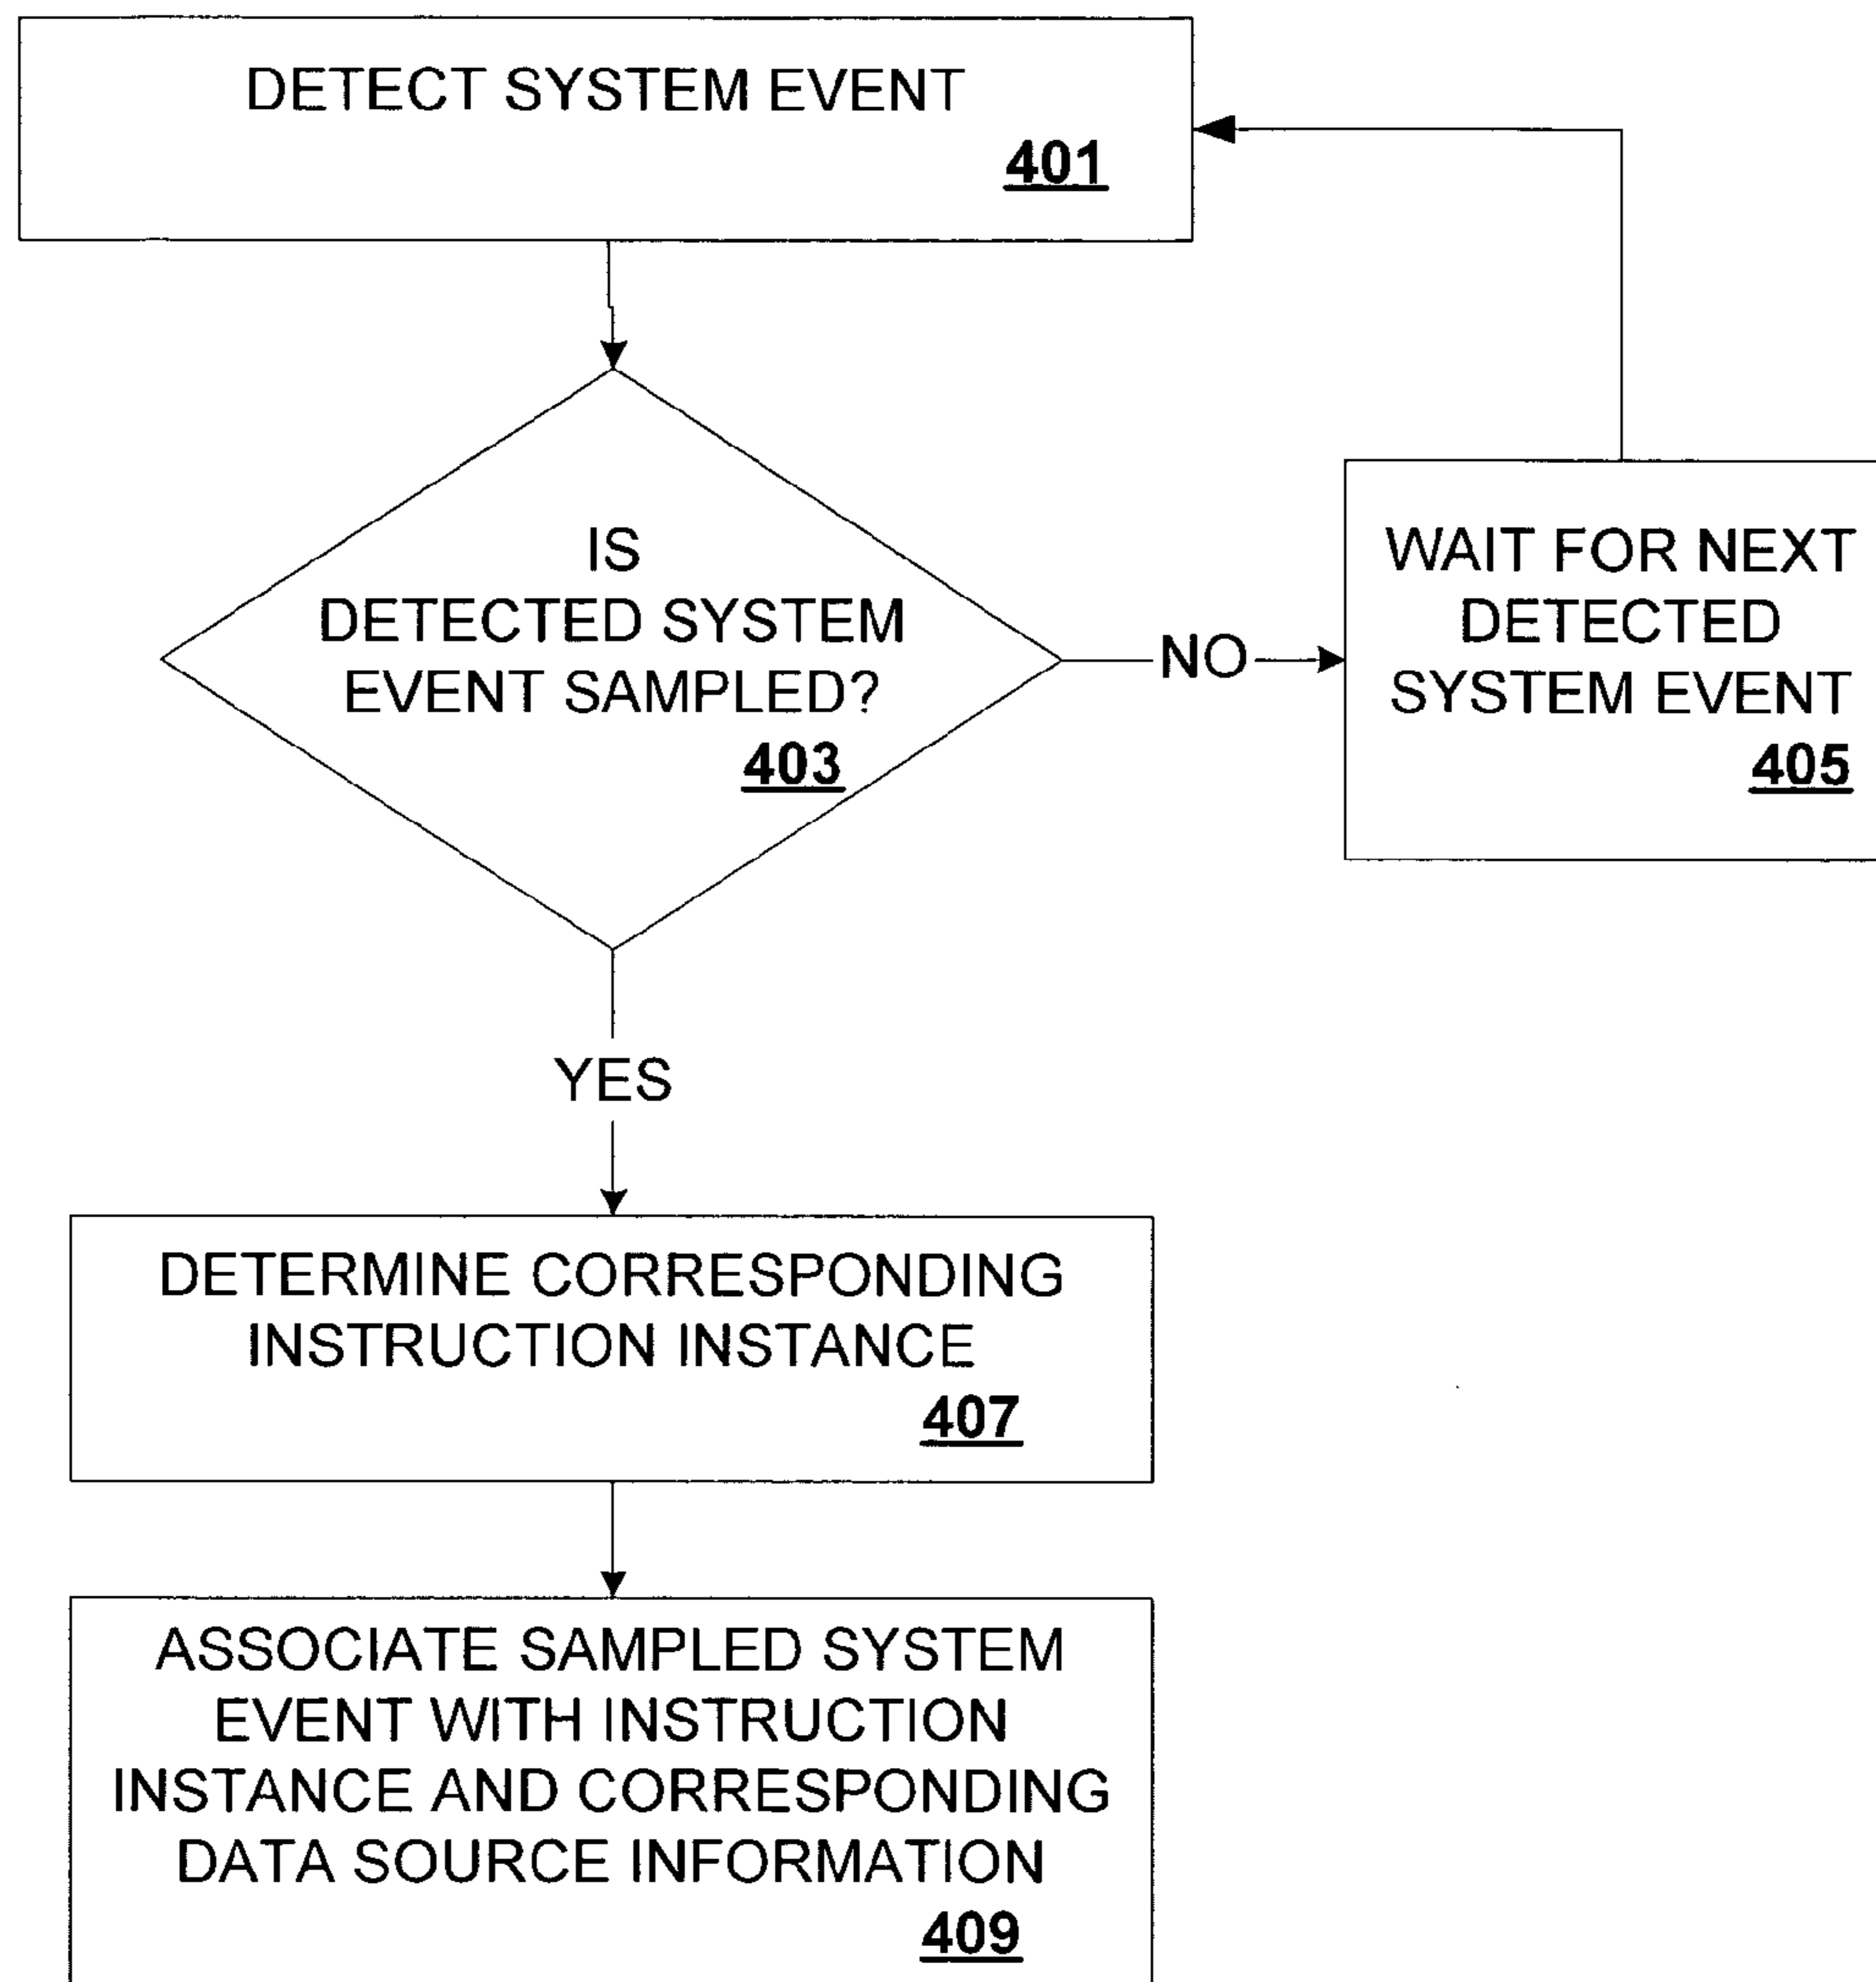 DETECT SYSTEM EVENT
401
IS
DETECTED SYSTEM
EVENT SAMPLED?
403
NO
WAIT FOR NEXT
DETECTED
SYSTEM EVENT
405
YES
DETERMINE CORRESPONDING
INSTRUCTION INSTANCE
407
ASSOCIATE SAMPLED SYSTEM
EVENT WITH INSTRUCTION
INSTANCE AND CORRESPONDING
DATA SOURCE INFORMATION
409